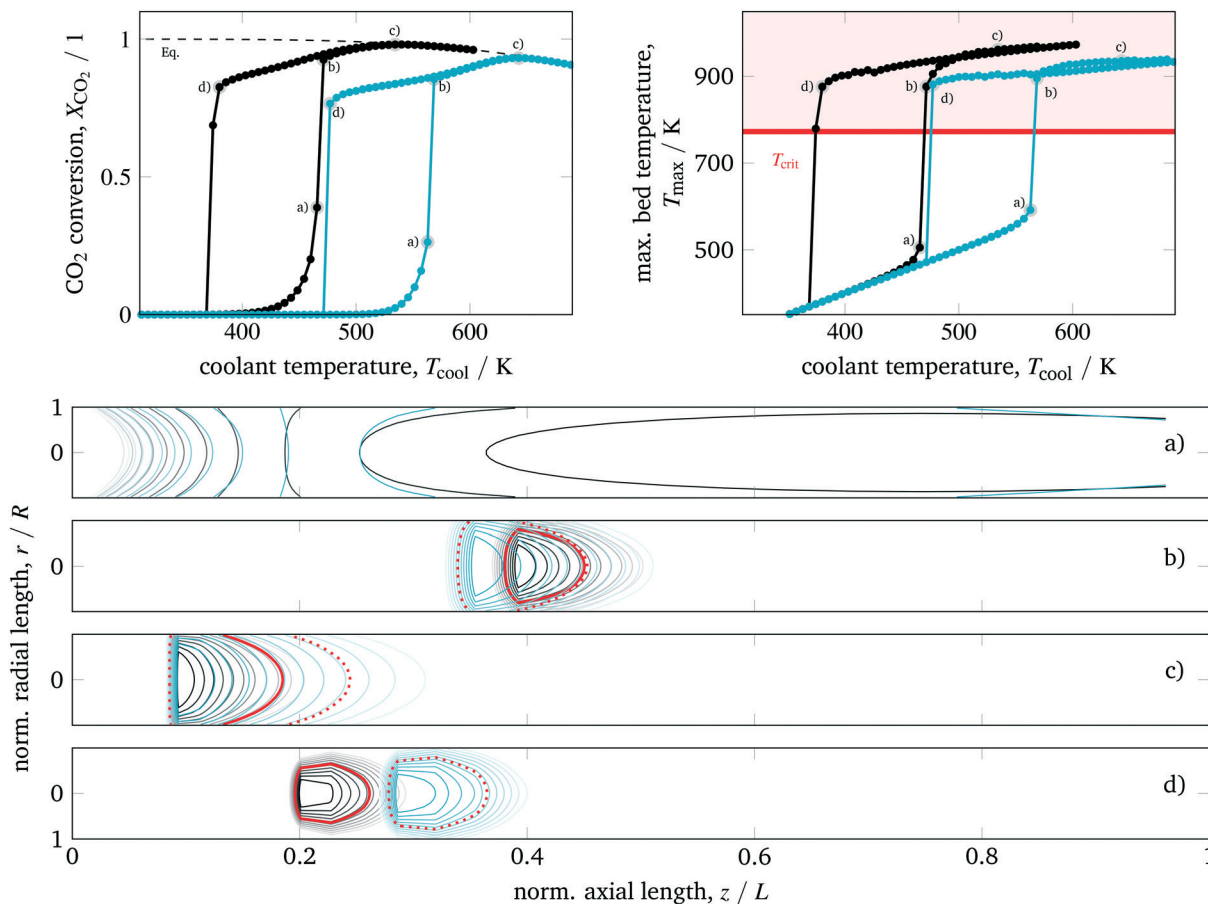 CO2 conversion, XCO2 / 1
1
0.5
0
Eq.
c)
c)
d)
b)
b)
d)
a)
a)
400
500
600
coolant temperature, Tcool / K
max. bed temperature,
Tmax / K
900
700
500
c)
c)
d)
b)
d)
b)
Tcrit
a)
a)
400
500
600
coolant temperature, Tcool / K
norm. radial length, r / R
1
0
a)
0
b)
0
c)
0
d)
1
0
0.2
0.4
0.6
0.8
1
norm. axial length, z / L